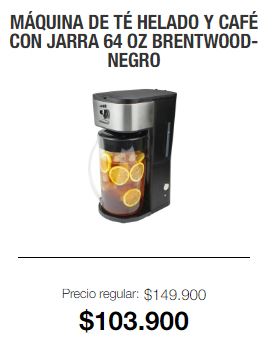 MÁQUINA DE TÉ HELADO Y CAFÉ
CON JARRA 64 OZ BRENTWOOD-
NEGRO
Precio regular: $149.900
$103.900